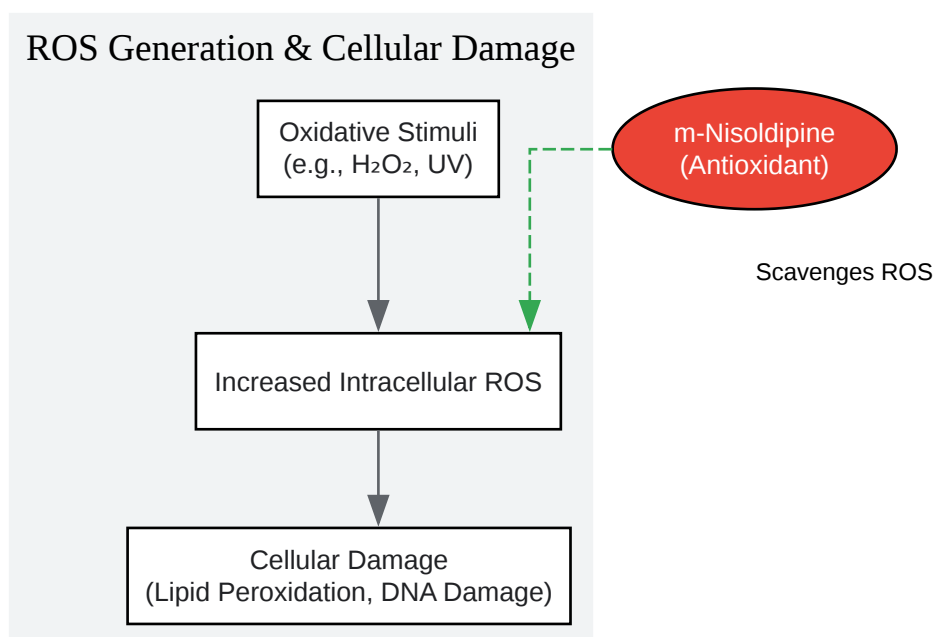 ROS Generation & Cellular Damage
Oxidative Stimuli
(e.g., H₂O₂, UV)
m-Nisoldipine
(Antioxidant)
Scavenges ROS
Increased Intracellular ROS
Cellular Damage
(Lipid Peroxidation, DNA Damage)